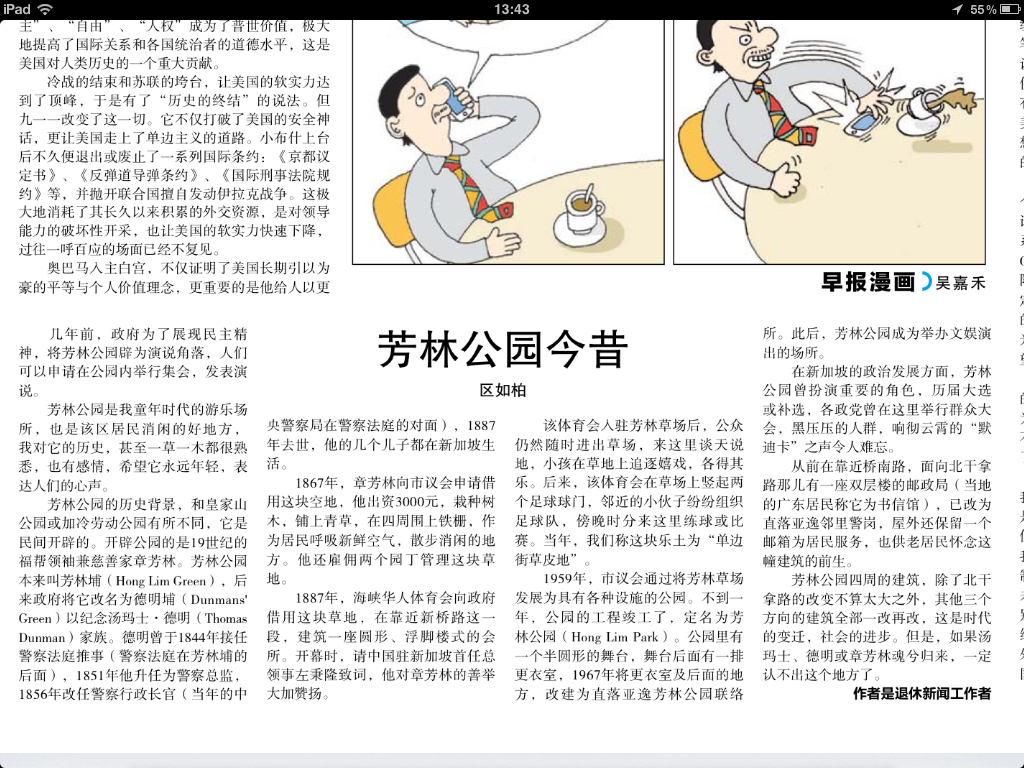 iPad
13:43
55%
主”、“自由”、“人权”成为了普世价值，极大
地提高了国际关系和各国统治者的道德水平，这是
美国对人类历史的一个重大贡献。
冷战的结束和苏联的垮台，让美国的软实力达
到了顶峰，于是有了“历史的终结”的说法。但
九一一改变了这一切。它不仅打破了美国的安全神
话，更让美国走上了单边主义的道路。小布什上台
后不久便退出或废止了一系列国际条约：《京都议
定书》、《反弹道导弹条约》、《国际刑事法院规
约》等，并抛开联合国擅自发动伊拉克战争。这极
大地消耗了其长久以来积累的外交资源，是对领导
能力的破坏性开采，也让美国的软实力快速下降，
过往一呼百应的场面已经不复见。
奥巴马入主白宫，不仅证明了美国长期引以为
豪的平等与个人价值理念，更重要的是他给人以更
早报漫画 吴嘉禾
芳林公园今昔
区如柏
几年前，政府为了展现民主精
神，将芳林公园辟为演说角落，人们
可以申请在公园内举行集会，发表演
说。
芳林公园是我童年时代的游乐场
所，也是该区居民消闲的好地方，
我对它的历史，甚至一草一木都很熟
悉，也有感情，希望它永远年轻，表
达人们的心声。
芳林公园的历史背景，和皇家山
公园或加冷劳动公园有所不同，它是
民间开辟的。开辟公园的是19世纪的
福帮领袖兼慈善家章芳林。芳林公园
本来叫芳林埔（Hong Lim Green），后
来政府将它改名为德明埔（Dunmans'
Green）以纪念汤玛士·德明（Thomas
Dunman）家族。德明曾于1844年接任
警察法庭推事（警察法庭在芳林埔的
后面），1851年他升任为警察总监，
1856年改任警察行政长官（当年的中
央警察局在警察法庭的对面），1887
年去世，他的几个儿子都在新加坡生
活。
1867年，章芳林向市议会申请借
用这块空地，他出资3000元，栽种树
木，铺上青草，在四周围上铁栅，作
为居民呼吸新鲜空气，散步消闲的地
方。他还雇佣两个园丁管理这块草
地。
1887年，海峡华人体育会向政府
借用这块草地，在靠近新桥路这一
段，建筑一座圆形、浮脚楼式的会
所。开幕时，请中国驻新加坡首任总
领事左秉隆致词，他对章芳林的善举
大加赞扬。
该体育会入驻芳林草场后，公众
仍然随时进出草场，来这里谈天说
地，小孩在草地上追逐嬉戏，各得其
乐。后来，该体育会在草场上竖起两
个足球球门，邻近的小伙子纷纷组织
足球队，傍晚时分来这里练球或比
赛。当年，我们称这块乐土为“单边
街草皮地”。
1959年，市议会通过将芳林草场
发展为具有各种设施的公园。不到一
年，公园的工程竣工了，定名为芳
林公园（Hong Lim Park）。公园里有
一个半圆形的舞台，舞台后面有一排
更衣室，1967年将更衣室及后面的地
方，改建为直落亚逸芳林公园联络
所。此后，芳林公园成为举办文娱演
出的场所。
在新加坡的政治发展方面，芳林
公园曾扮演重要的角色，历届大选
或补选，各政党曾在这里举行群众大
会，黑压压的人群，响彻云霄的“默
迪卡”之声令人难忘。
从前在靠近桥南路，面向北干拿
路那儿有一座双层楼的邮政局（当地
的广东居民称它为书信馆），已改为
直落亚逸邻里警岗，屋外还保留一个
邮箱为居民服务，也供老居民怀念这
幢建筑的前生。
芳林公园四周的建筑，除了北干
拿路的改变不算太大之外，其他三个
方向的建筑全部一改再改，这是时代
的变迁，社会的进步。但是，如果汤
玛士、德明或章芳林魂兮归来，一定
认不出这个地方了。
作者是退休新闻工作者